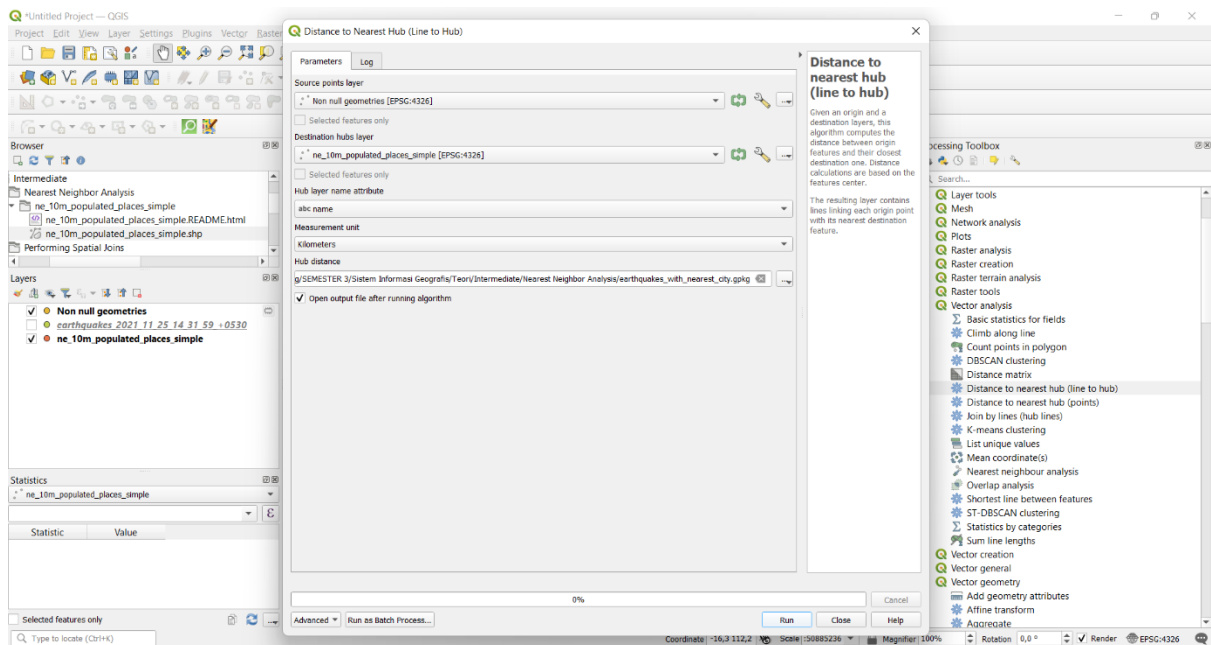 *Untitled Project — QGIS
Project Edit View Layer Settings Plugins Vector Raster
Browser
Intermediate
Nearest Neighbor Analysis
ne_10m_populated_places_simple
ne_10m_populated_places_simple.README.html
ne_10m_populated_places_simple.shp
Performing Spatial Joins
Layers
Non null geometries
earthquakes_2021_11_25_14_31_59_+0530
ne_10m_populated_places_simple
Statistics
ne_10m_populated_places_simple
Statistic Value
Selected features only
Type to locate (Ctrl+K)
Distance to Nearest Hub (Line to Hub)
Parameters Log
Source points layer
Non null geometries [EPSG:4326]
Selected features only
Destination hubs layer
ne_10m_populated_places_simple [EPSG:4326]
Selected features only
Hub layer name attribute
abc name
Measurement unit
Kilometers
Hub distance
g/SEMESTER 3/Sistem Informasi Geografis/Teori/Intermediate/Nearest Neighbor Analysis/earthquakes_with_nearest_city.gpkg
Open output file after running algorithm
0%
Cancel
Advanced Run as Batch Process... Run Close Help
Distance to
nearest hub
(line to hub)
Given an origin and a
destination layers, this
algorithm computes the
distance between origin
features and their closest
destination one. Distance
calculations are based on the
features center.
The resulting layer contains
lines linking each origin point
with its nearest destination
feature.
ocessing Toolbox
Search...
Layer tools
Mesh
Network analysis
Plots
Raster analysis
Raster creation
Raster terrain analysis
Raster tools
Vector analysis
Basic statistics for fields
Climb along line
Count points in polygon
DBSCAN clustering
Distance matrix
Distance to nearest hub (line to hub)
Distance to nearest hub (points)
Join by lines (hub lines)
K-means clustering
List unique values
Mean coordinate(s)
Nearest neighbour analysis
Overlap analysis
Shortest line between features
ST-DBSCAN clustering
Statistics by categories
Sum line lengths
Vector creation
Vector general
Vector geometry
Add geometry attributes
Affine transform
Aggregate
Coordinate -16,3 112,2 Scale :50885236 Magnifier 100% Rotation 0,0 ° Render EPSG:4326